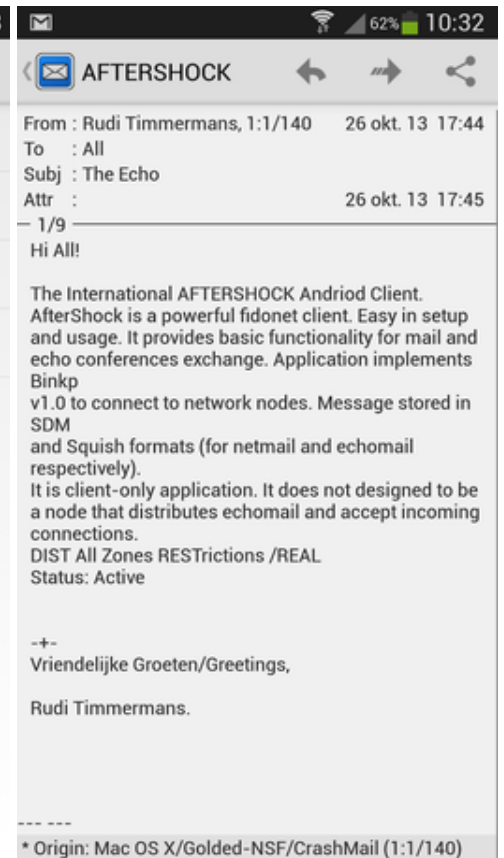 62% 10:32
AFTERSHOCK
From : Rudi Timmermans, 1:1/140 26 okt. 13 17:44
To : All
Subj : The Echo
Attr : 26 okt. 13 17:45
1/9
Hi All!
The International AFTERSHOCK Andriod Client.
AfterShock is a powerful fidonet client. Easy in setup
and usage. It provides basic functionality for mail and
echo conferences exchange. Application implements
Binkp
v1.0 to connect to network nodes. Message stored in
SDM
and Squish formats (for netmail and echomail
respectively).
It is client-only application. It does not designed to be
a node that distributes echomail and accept incoming
connections.
DIST All Zones RESTrictions /REAL
Status: Active
-+-
Vriendelijke Groeten/Greetings,
Rudi Timmermans.
--- ---
* Origin: Mac OS X/Golded-NSF/CrashMail (1:1/140)